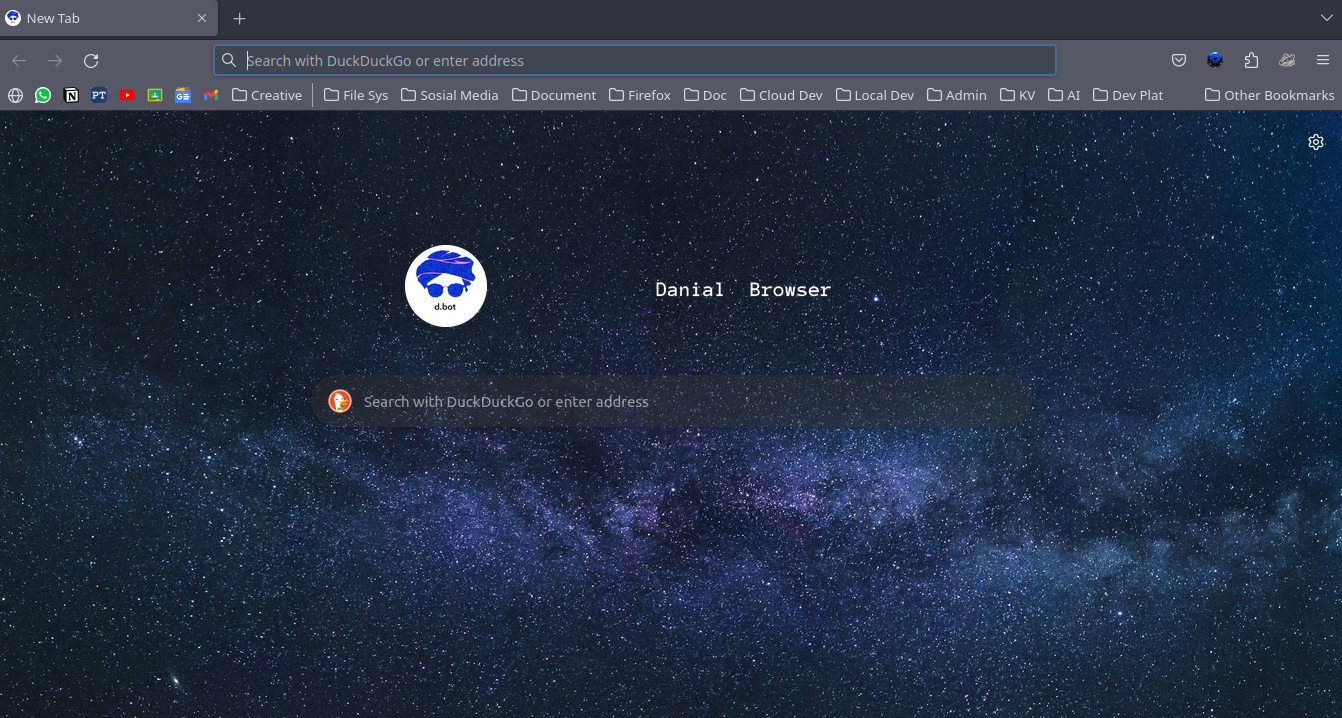 New Tab
Search with DuckDuckGo or enter address
PT GE Creative File Sys Sosial Media Document Firefox Doc Cloud Dev Local Dev Admin KV AI Dev Plat Other Bookmarks
d.bot
Danial Browser
Search with DuckDuckGo or enter address